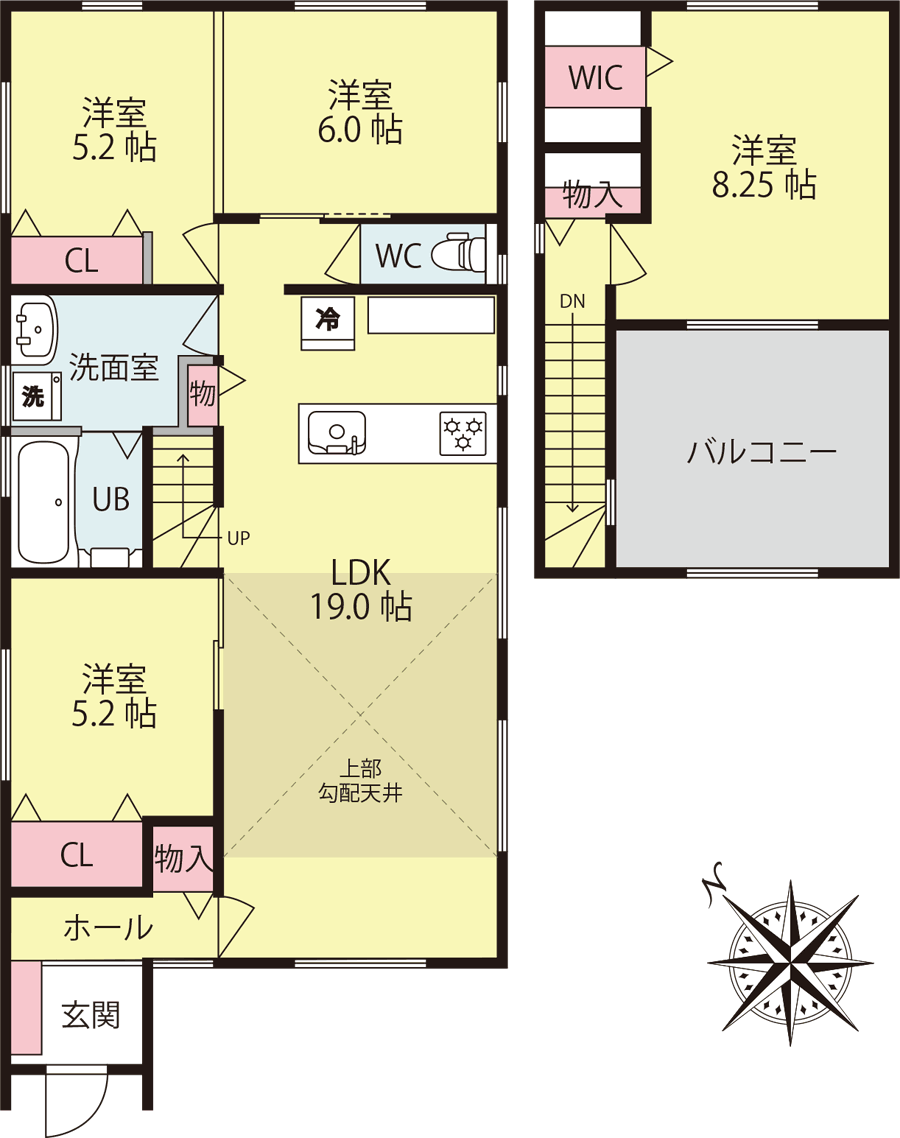 洋室
5.2 帖
洋室
6.0 帖
CL
WC
冷
洗面室
洗
物
UB
UP
LDK
19.0 帖
洋室
5.2 帖
上部
勾配天井
CL
物入
ホール
玄関
WIC
洋室
8.25 帖
物入
DN
バルコニー
N